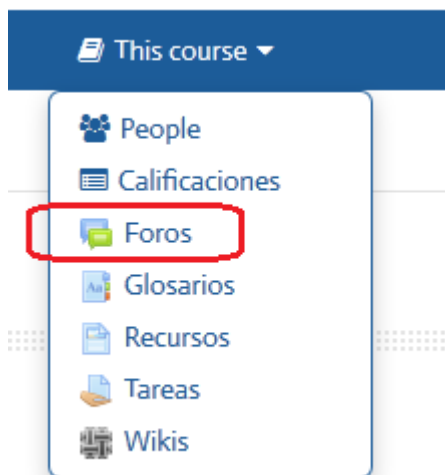 This course
People
Calificaciones
Foros
Glosarios
Recursos
Tareas
Wikis